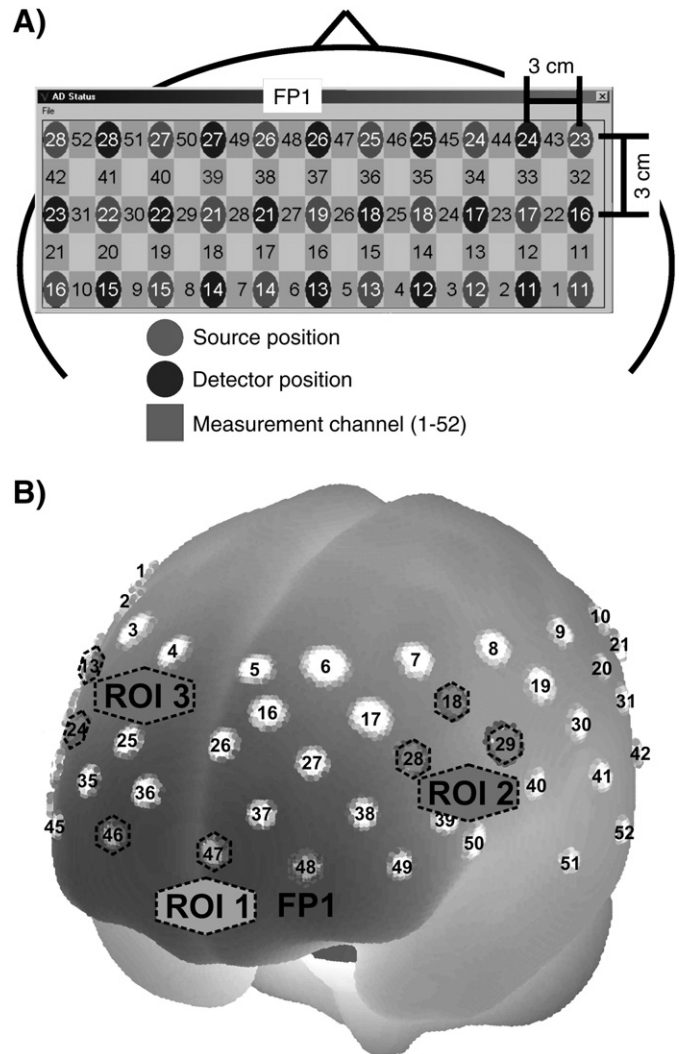 A)
3 cm
AD Status
FP1
File
28 52 28 51 27 50 27 49 26 48 26 47 25 46 25 45 24 44 24 43 23
42 41 40 39 38 37 36 35 34 33 32
3 cm
23 31 22 30 22 29 21 28 21 27 19 26 18 25 18 24 17 23 17 22 16
21 20 19 18 17 16 15 14 13 12 11
16 10 15 9 15 8 14 7 14 6 13 5 13 4 12 3 12 2 11 1 11
Source position
Detector position
Measurement channel (1-52)
B)
1
2
3 4 5 6 7 8 9 10
13 16 17 18 19 20 21
ROI 3
24 25 26 27 28 29 30 31
35 36 37 38 39 40 41 42
ROI 2
45 46 47 48 49 50 51 52
ROI 1 FP1